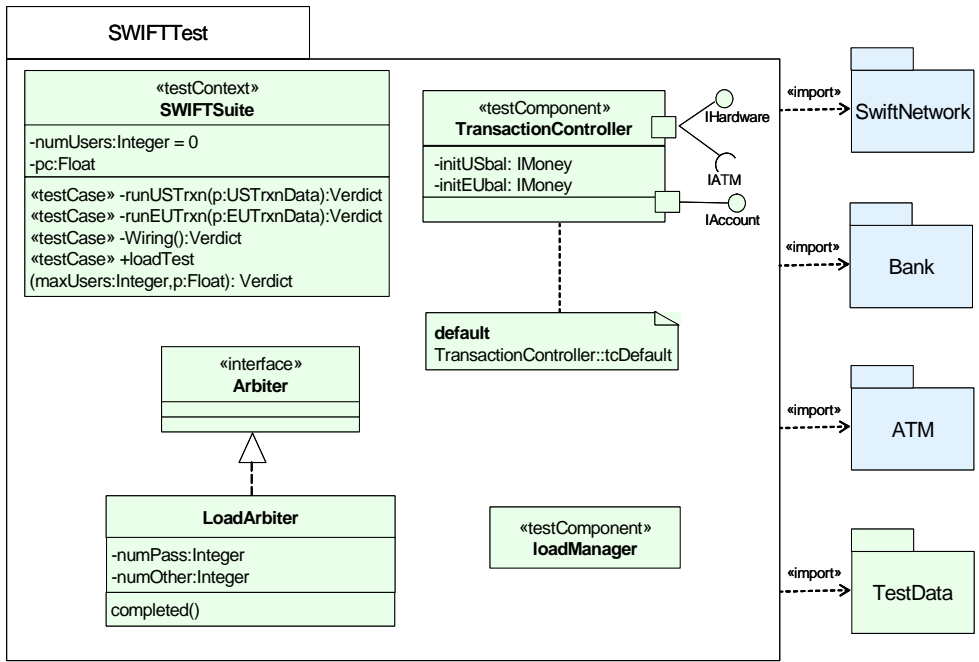 SWIFTTest
«testContext»
SWIFTSuite
-numUsers:Integer = 0
-pc:Float
«testCase» -runUSTrxn(p:USTrxnData):Verdict
«testCase» -runEUTrxn(p:EUTrxnData):Verdict
«testCase» -Wiring():Verdict
«testCase» +loadTest
(maxUsers:Integer,p:Float): Verdict
«testComponent»
TransactionController
-initUSbal: IMoney
-initEUbal: IMoney
IHardware
IATM
IAccount
default
TransactionController::tcDefault
«interface»
Arbiter
LoadArbiter
-numPass:Integer
-numOther:Integer
completed()
«testComponent»
loadManager
«import»
SwiftNetwork
«import»
Bank
«import»
ATM
«import»
TestData